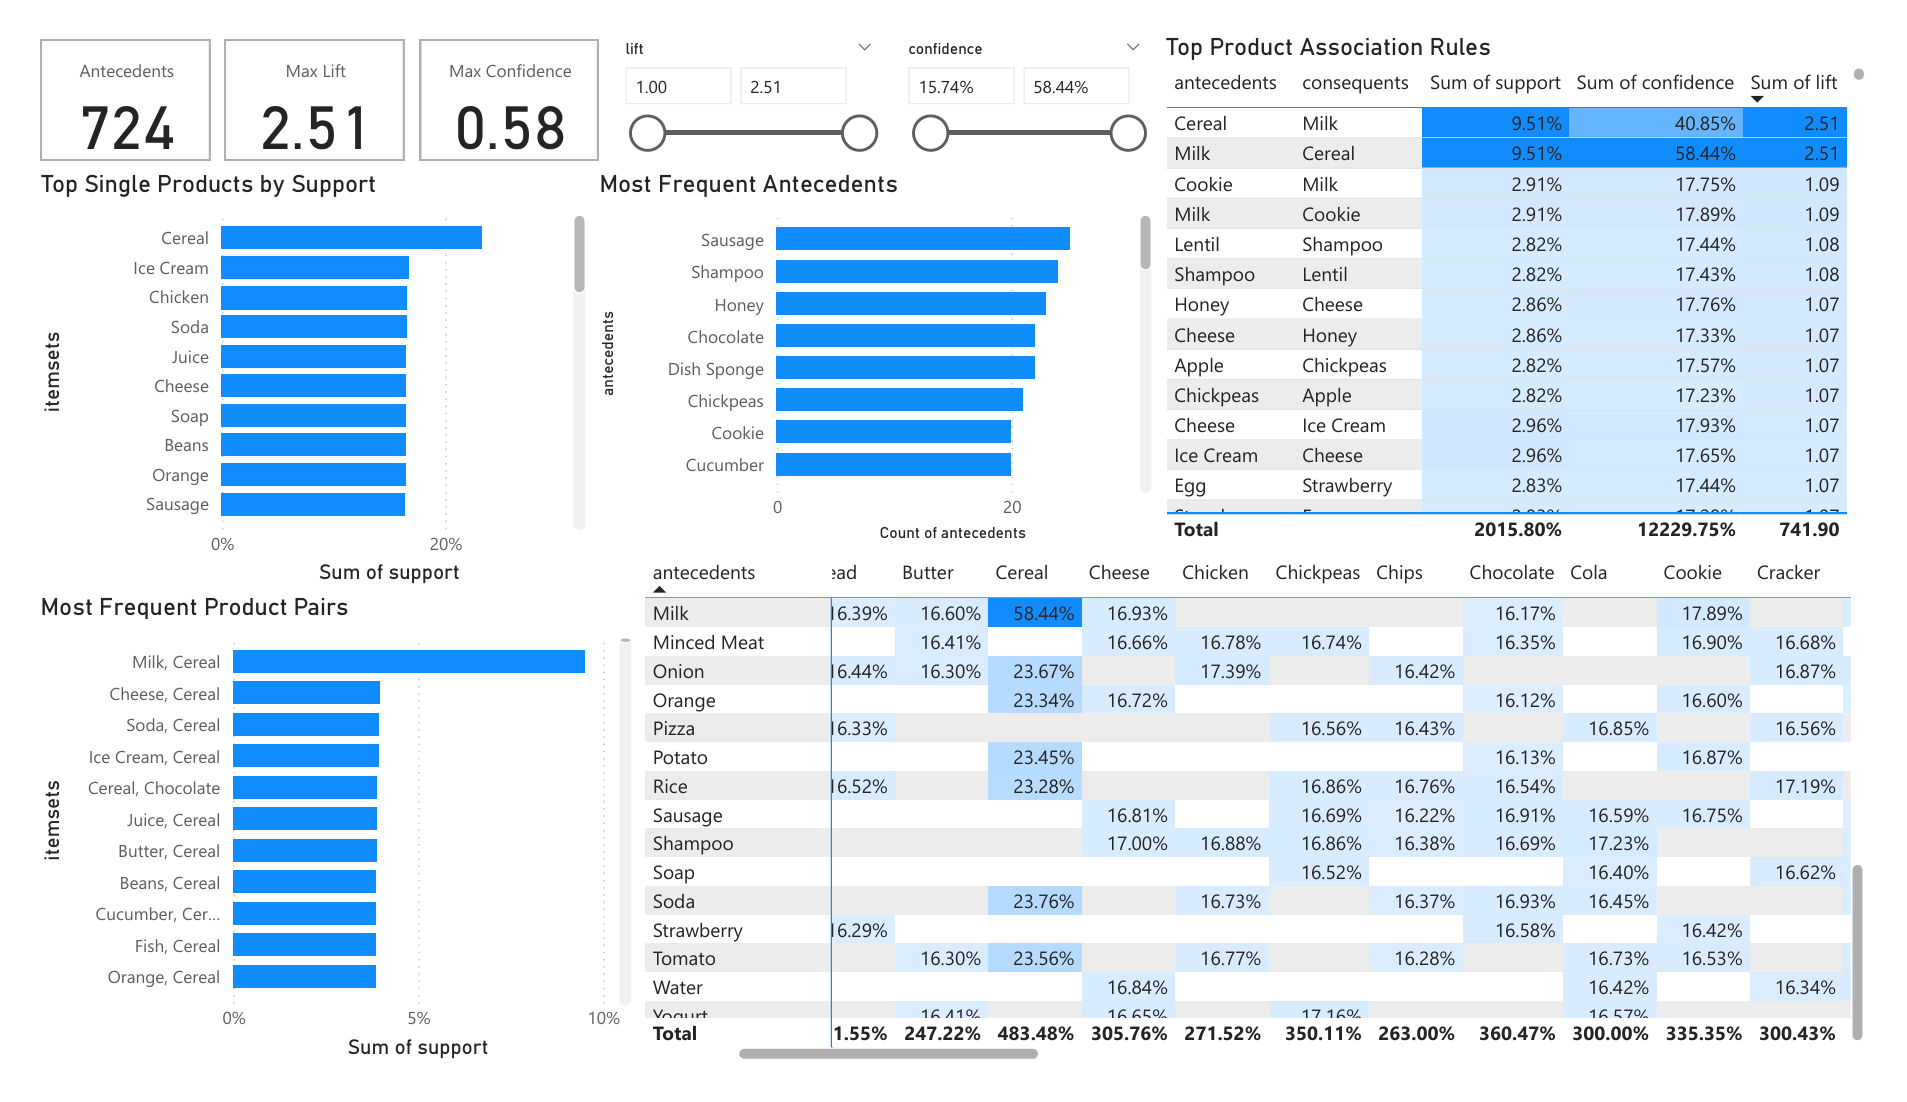 Antecedents
724
Max Lift
2.51
Max Confidence
0.58
lift
1.00 2.51
confidence
15.74% 58.44%
Top Single Products by Support
itemsets
Cereal
Ice Cream
Chicken
Soda
Juice
Cheese
Soap
Beans
Orange
Sausage
0% 20%
Sum of support
Most Frequent Antecedents
antecedents
Sausage
Shampoo
Honey
Chocolate
Dish Sponge
Chickpeas
Cookie
Cucumber
0 20
Count of antecedents
Top Product Association Rules
antecedents consequents Sum of support Sum of confidence Sum of lift
Cereal Milk 9.51% 40.85% 2.51
Milk Cereal 9.51% 58.44% 2.51
Cookie Milk 2.91% 17.75% 1.09
Milk Cookie 2.91% 17.89% 1.09
Lentil Shampoo 2.82% 17.44% 1.08
Shampoo Lentil 2.82% 17.43% 1.08
Honey Cheese 2.86% 17.76% 1.07
Cheese Honey 2.86% 17.33% 1.07
Apple Chickpeas 2.82% 17.57% 1.07
Chickpeas Apple 2.82% 17.23% 1.07
Cheese Ice Cream 2.96% 17.93% 1.07
Ice Cream Cheese 2.96% 17.65% 1.07
Egg Strawberry 2.83% 17.44% 1.07
Total 2015.80% 12229.75% 741.90
Most Frequent Product Pairs
itemsets
Milk, Cereal
Cheese, Cereal
Soda, Cereal
Ice Cream, Cereal
Cereal, Chocolate
Juice, Cereal
Butter, Cereal
Beans, Cereal
Cucumber, Cer...
Fish, Cereal
Orange, Cereal
0% 5% 10%
Sum of support
antecedents ead Butter Cereal Cheese Chicken Chickpeas Chips Chocolate Cola Cookie Cracker
Milk 16.39% 16.60% 58.44% 16.93% 16.17% 17.89%
Minced Meat 16.41% 16.66% 16.78% 16.74% 16.35% 16.90% 16.68%
Onion 16.44% 16.30% 23.67% 17.39% 16.42% 16.87%
Orange 23.34% 16.72% 16.12% 16.60%
Pizza 16.33% 16.56% 16.43% 16.85% 16.56%
Potato 23.45% 16.13% 16.87%
Rice 16.52% 23.28% 16.86% 16.76% 16.54% 17.19%
Sausage 16.81% 16.69% 16.22% 16.91% 16.59% 16.75%
Shampoo 17.00% 16.88% 16.86% 16.38% 16.69% 17.23%
Soap 16.52% 16.40% 16.62%
Soda 23.76% 16.73% 16.37% 16.93% 16.45%
Strawberry 16.29% 16.58% 16.42%
Tomato 16.30% 23.56% 16.77% 16.28% 16.73% 16.53%
Water 16.84% 16.42% 16.34%
Yogurt 16.41% 16.65% 17.16% 16.57%
Total 1.55% 247.22% 483.48% 305.76% 271.52% 350.11% 263.00% 360.47% 300.00% 335.35% 300.43%